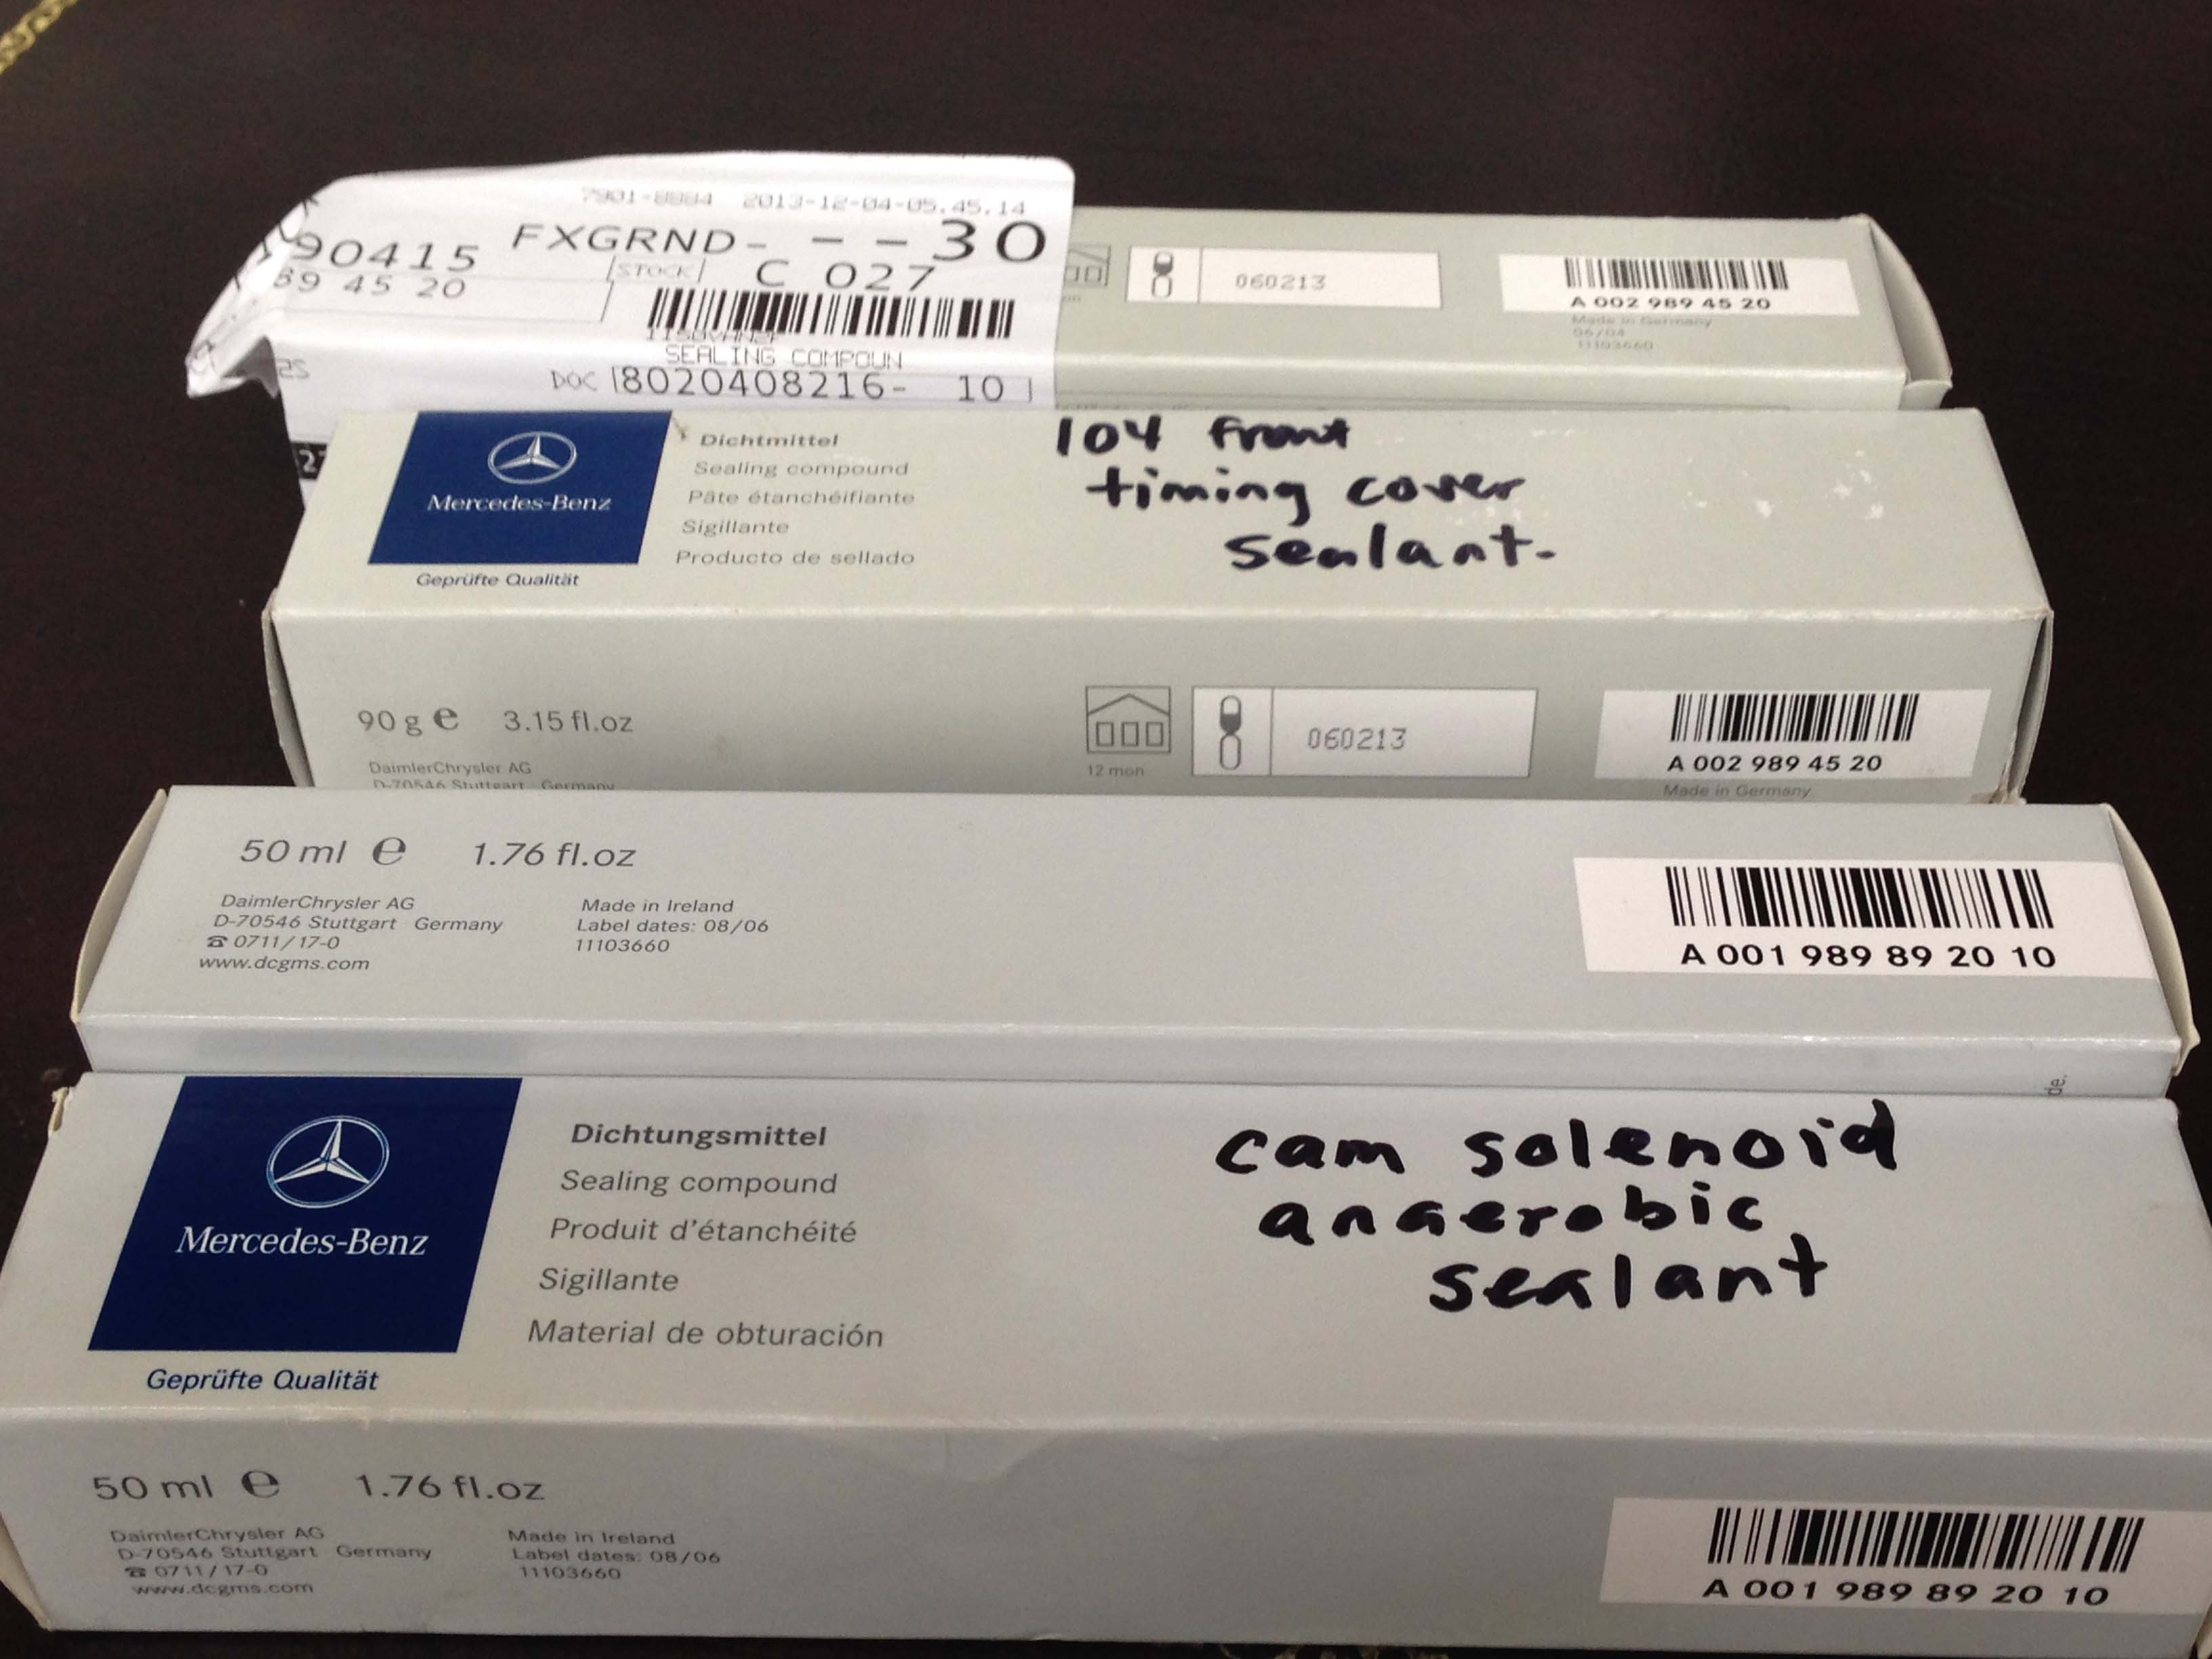 7901-8884 2013-12-04-05.45.14
90415 FXGRND- - -30
89 45 20 STOCK C 027
SEALING COMPOUN
DOC 8020408216- 10
060213
A 002 989 45 20
Made in Germany
06/04
11103660
Mercedes-Benz
Geprüfte Qualität
Dichtmittel
Sealing compound
Pâte étanchéifiante
Sigillante
Producto de sellado
104 front
timing cover
sealant.
90 g e 3.15 fl.oz
DaimlerChrysler AG
D-70546 Stuttgart Germany
12 mon
060213
A 002 989 45 20
Made in Germany
50 ml e 1.76 fl.oz
DaimlerChrysler AG
D-70546 Stuttgart Germany
☎ 0711/17-0
www.dcgms.com
Made in Ireland
Label dates: 08/06
11103660
A 001 989 89 20 10
de.
Mercedes-Benz
Geprüfte Qualität
Dichtungsmittel
Sealing compound
Produit d'étanchéité
Sigillante
Material de obturación
cam solenoid
anaerobic
sealant
50 ml e 1.76 fl.oz
DaimlerChrysler AG
D-70546 Stuttgart Germany
☎ 0711/17-0
www.dcgms.com
Made in Ireland
Label dates: 08/06
11103660
A 001 989 89 20 10